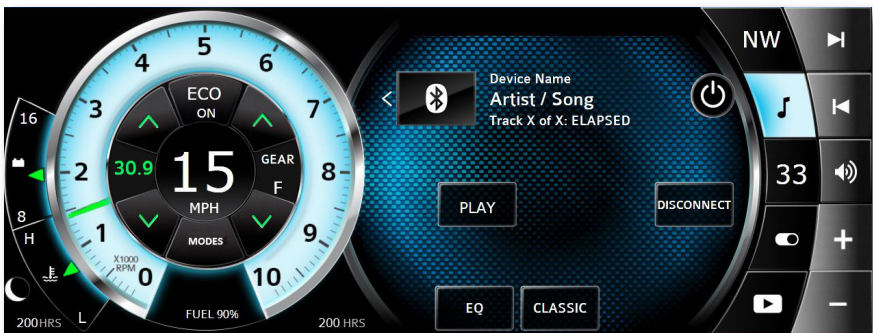 5
4
6
3
7
2
8
1
9
0
10
X1000
RPM
16
8
H
L
200 HRS
ECO
ON
30.9
15
MPH
GEAR
F
MODES
FUEL 90%
200 HRS
Device Name
Artist / Song
Track X of X: ELAPSED
PLAY
DISCONNECT
EQ
CLASSIC
NW
33